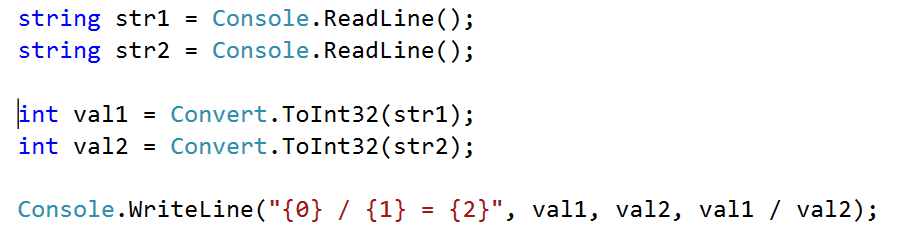 string str1 = Console.ReadLine();
string str2 = Console.ReadLine();
int val1 = Convert.ToInt32(str1);
int val2 = Convert.ToInt32(str2);
Console.WriteLine("{0} / {1} = {2}", val1, val2, val1 / val2);